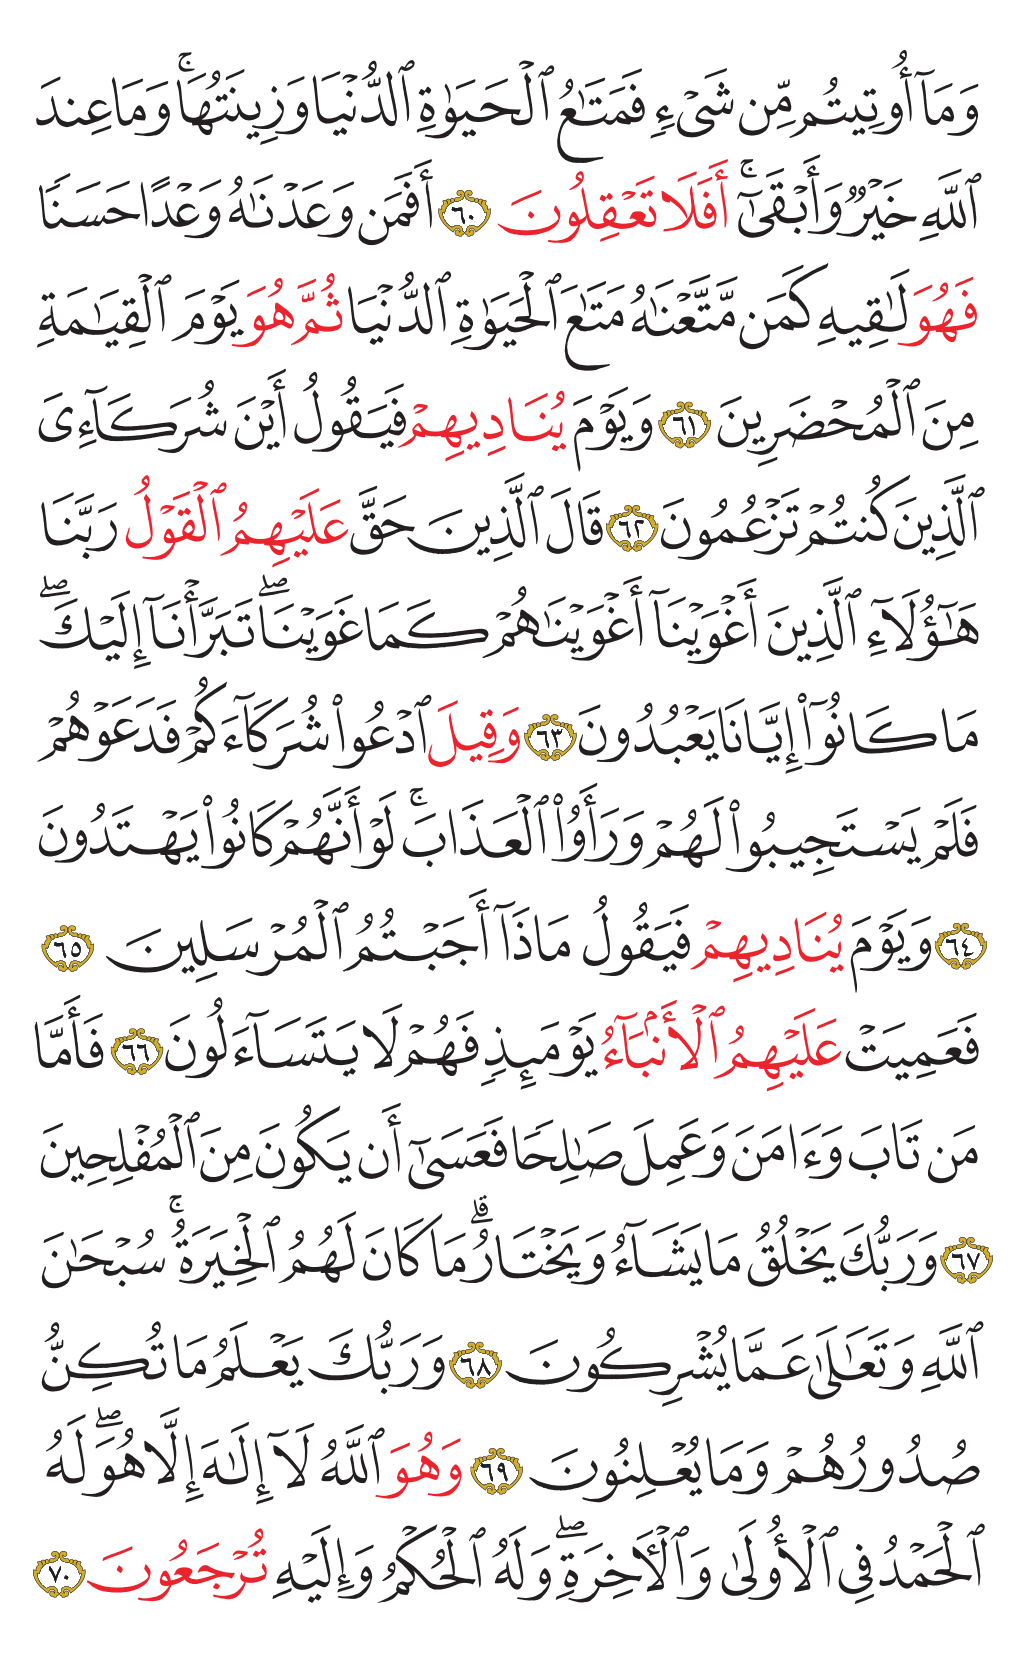 وَمَآ أُوتِيتُم مِّن شَىْءٍ فَمَتَـٰعُ ٱلْحَيَوٰةِ ٱلدُّنْيَا وَزِينَتُهَا ۚ وَمَا عِندَ
ٱللَّهِ خَيْرٌ وَأَبْقَىٰٓ ۚ أَفَلَا تَعْقِلُونَ ٦٠ أَفَمَن وَعَدْنَـٰهُ وَعْدًا حَسَنًا
فَهُوَ لَـٰقِيهِ كَمَن مَّتَّعْنَـٰهُ مَتَـٰعَ ٱلْحَيَوٰةِ ٱلدُّنْيَا ثُمَّ هُوَ يَوْمَ ٱلْقِيَـٰمَةِ
مِنَ ٱلْمُحْضَرِينَ ٦١ وَيَوْمَ يُنَادِيهِمْ فَيَقُولُ أَيْنَ شُرَكَآءِىَ
ٱلَّذِينَ كُنتُمْ تَزْعُمُونَ ٦٢ قَالَ ٱلَّذِينَ حَقَّ عَلَيْهِمُ ٱلْقَوْلُ رَبَّنَا
هَـٰٓؤُلَآءِ ٱلَّذِينَ أَغْوَيْنَآ أَغْوَيْنَـٰهُمْ كَمَا غَوَيْنَا ۖ تَبَرَّأْنَآ إِلَيْكَ ۖ
مَا كَانُوٓا۟ إِيَّانَا يَعْبُدُونَ ٦٣ وَقِيلَ ٱدْعُوا۟ شُرَكَآءَكُمْ فَدَعَوْهُمْ
فَلَمْ يَسْتَجِيبُوا۟ لَهُمْ وَرَأَوُا۟ ٱلْعَذَابَ ۚ لَوْ أَنَّهُمْ كَانُوا۟ يَهْتَدُونَ
٦٤ وَيَوْمَ يُنَادِيهِمْ فَيَقُولُ مَاذَآ أَجَبْتُمُ ٱلْمُرْسَلِينَ ٦٥
فَعَمِيَتْ عَلَيْهِمُ ٱلْأَنۢبَآءُ يَوْمَئِذٍ فَهُمْ لَا يَتَسَآءَلُونَ ٦٦ فَأَمَّا
مَن تَابَ وَءَامَنَ وَعَمِلَ صَـٰلِحًا فَعَسَىٰٓ أَن يَكُونَ مِنَ ٱلْمُفْلِحِينَ
٦٧ وَرَبُّكَ يَخْلُقُ مَا يَشَآءُ وَيَخْتَارُ ۗ مَا كَانَ لَهُمُ ٱلْخِيَرَةُ ۚ سُبْحَـٰنَ
ٱللَّهِ وَتَعَـٰلَىٰ عَمَّا يُشْرِكُونَ ٦٨ وَرَبُّكَ يَعْلَمُ مَا تُكِنُّ
صُدُورُهُمْ وَمَا يُعْلِنُونَ ٦٩ وَهُوَ ٱللَّهُ لَآ إِلَـٰهَ إِلَّا هُوَ ۖ لَهُ
ٱلْحَمْدُ فِى ٱلْأُولَىٰ وَٱلْـَٔاخِرَةِ ۖ وَلَهُ ٱلْحُكْمُ وَإِلَيْهِ تُرْجَعُونَ ٧٠